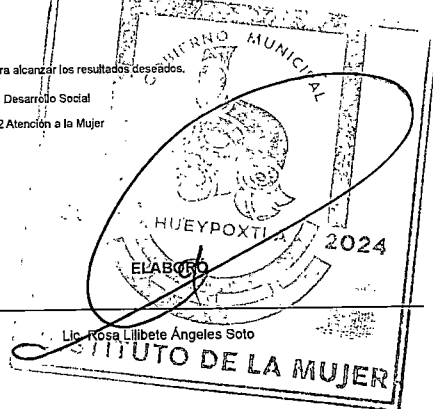 GOBIERNO MUNICIPAL
ra alcanzar los resultados deseados.
Desarrollo Social
2 Atención a la Mujer
HUEYPOXTLA 2024
ELABORÓ
Lic. Rosa Lilibete Ángeles Soto
INSTITUTO DE LA MUJER